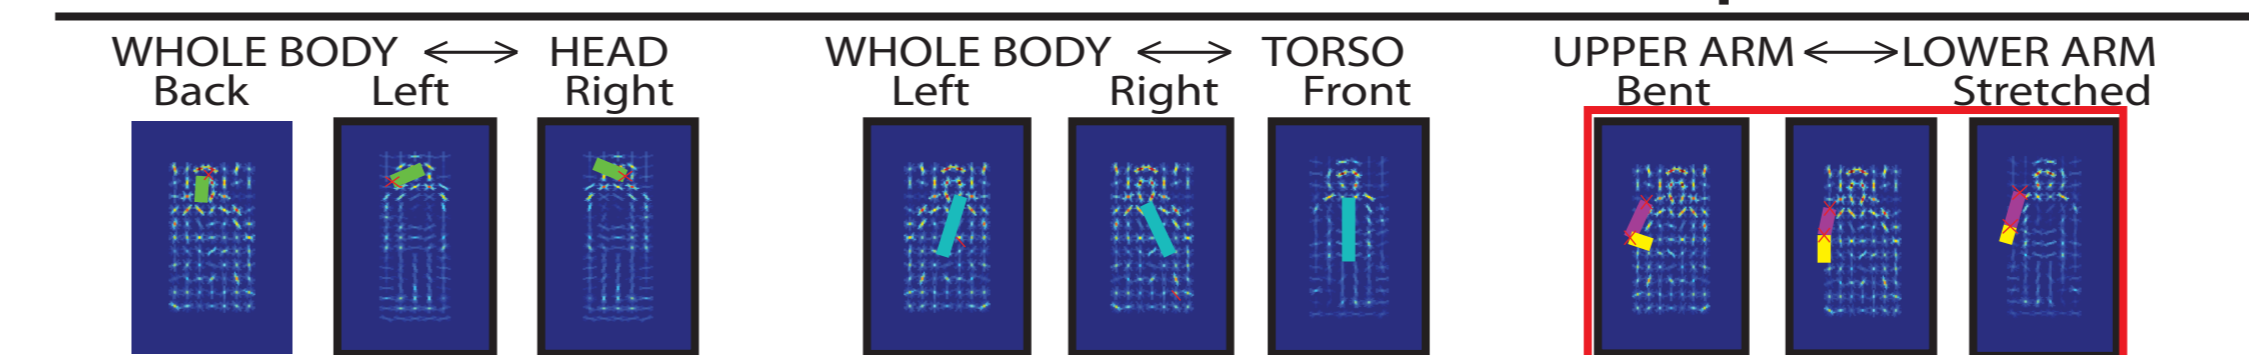 WHOLE BODY ⟷ HEAD
Back Left Right
WHOLE BODY ⟷ TORSO
Left Right Front
UPPER ARM ⟷ LOWER ARM
Bent Stretched